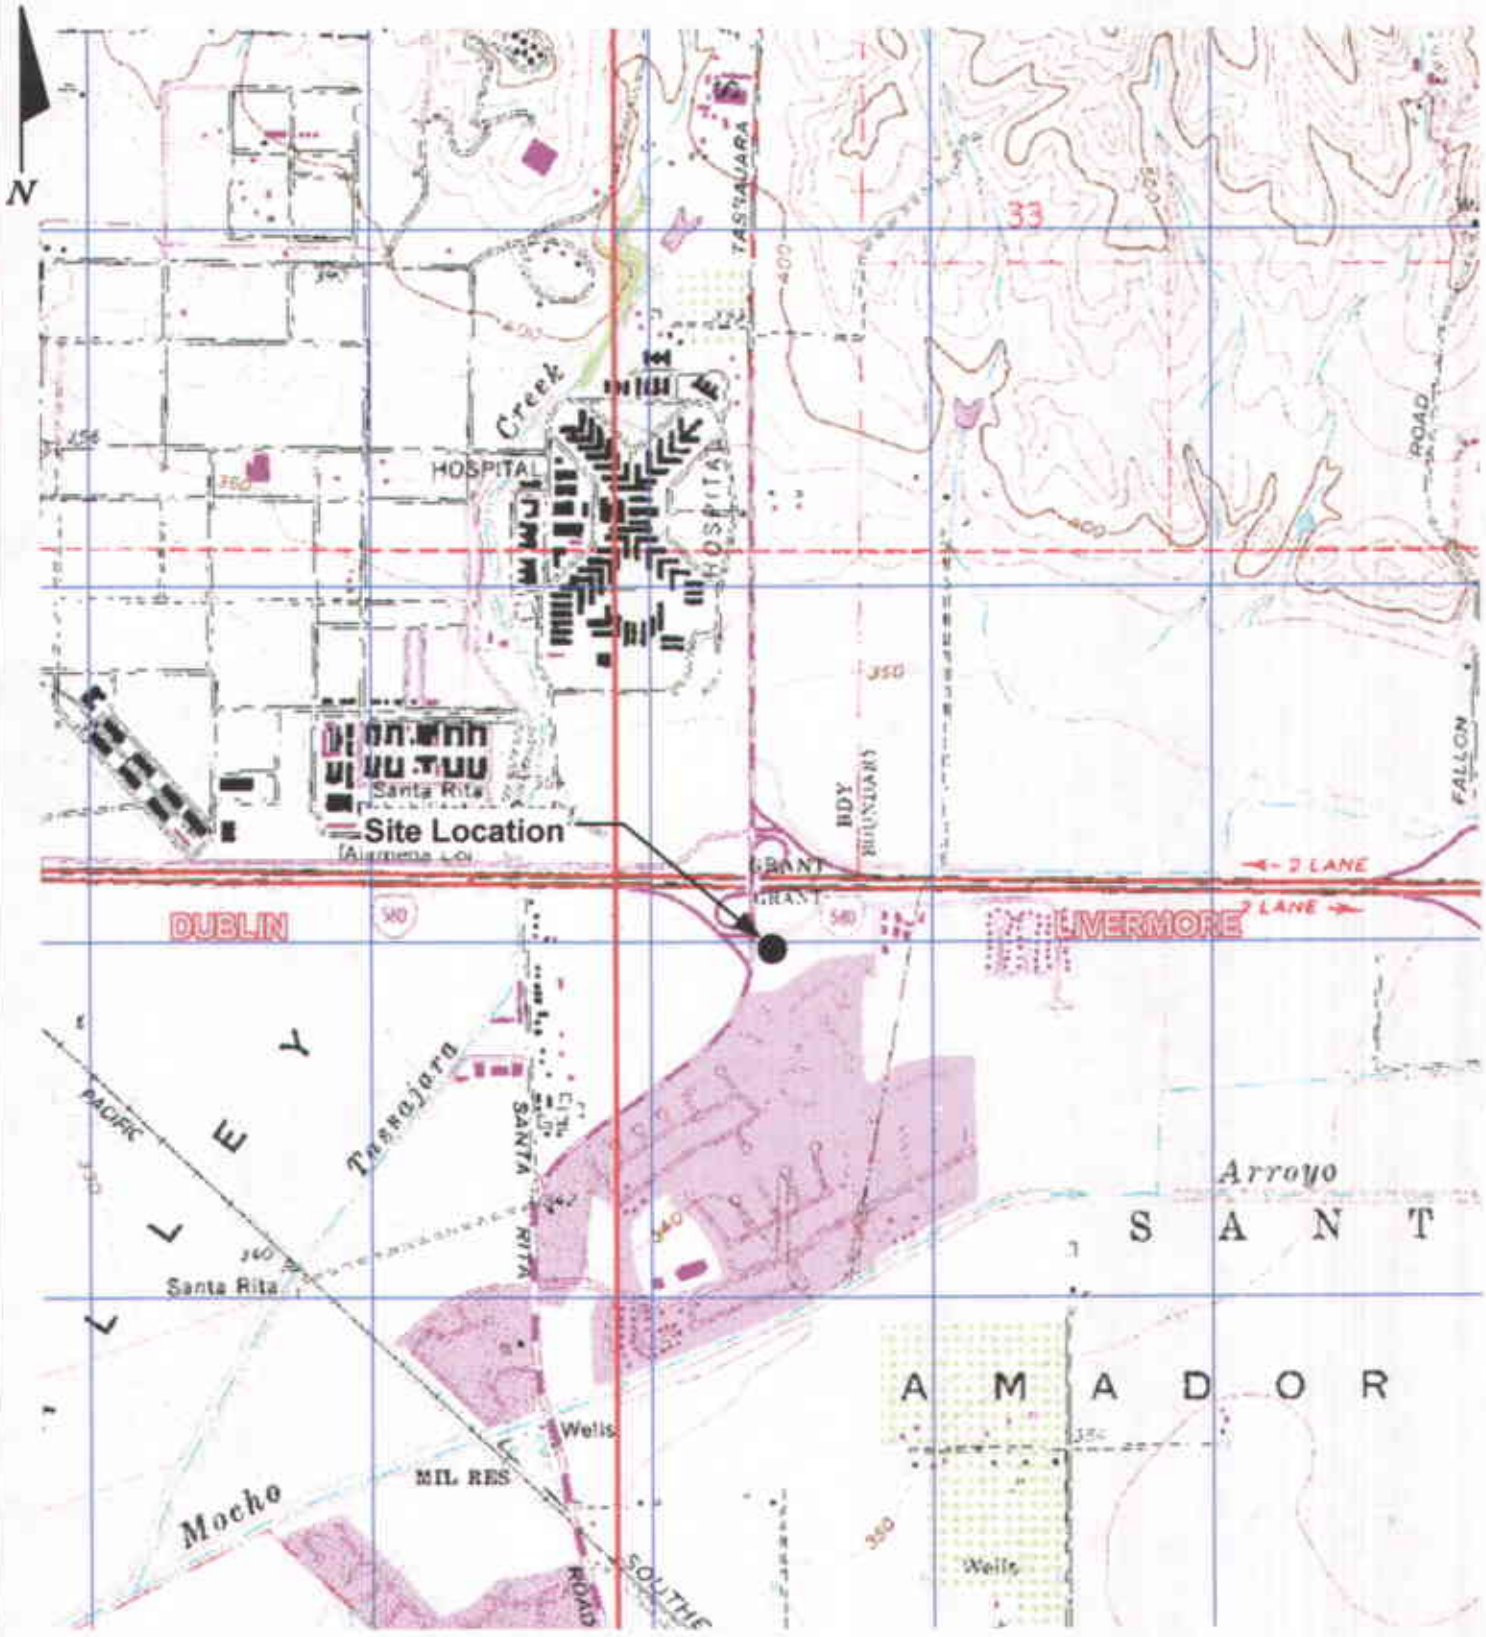 N
TASSAJARA
33
400
400
Creek
HOSPITAL
HOSPITAL
ROAD
350
400
350
FALLON
BDY
BOUNDARY
Santa Rita
Site Location
GRANT
GRANT
2 LANE
2 LANE
DUBLIN
580
580
LIVERMORE
Y
Tassajara
PACIFIC
E
SANTA
RITA
Arroyo
S A N T
L
340
340
Santa Rita
L
A M A D O R
Wells
MIL RES
Mocho
350
Wells
ROAD
SOUTHE